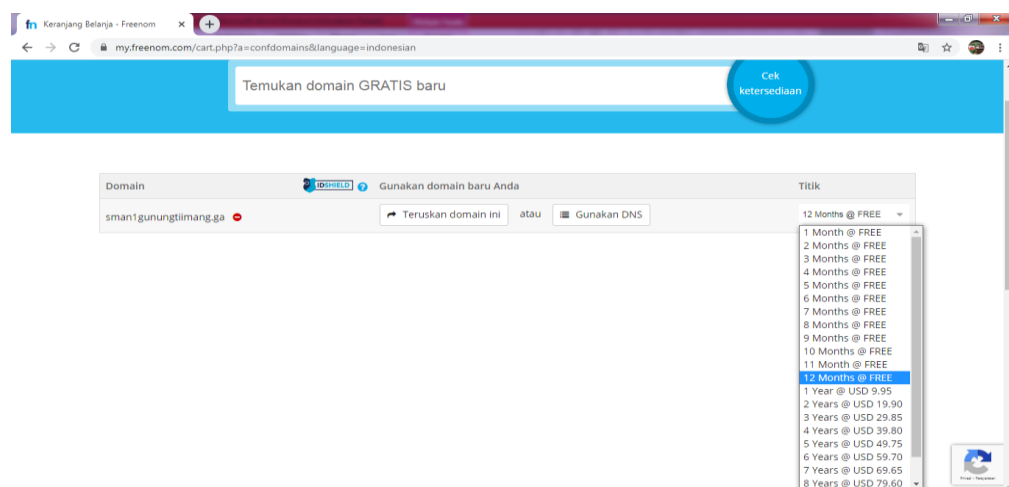 fn Keranjang Belanja - Freenom
my.freenom.com/cart.php?a=confdomains&language=indonesian
Temukan domain GRATIS baru
Cek
ketersediaan
Domain IDSHIELD ? Gunakan domain baru Anda Titik
sman1gunungtiimang.ga Teruskan domain ini atau Gunakan DNS 12 Months @ FREE
1 Month @ FREE
2 Months @ FREE
3 Months @ FREE
4 Months @ FREE
5 Months @ FREE
6 Months @ FREE
7 Months @ FREE
8 Months @ FREE
9 Months @ FREE
10 Months @ FREE
11 Month @ FREE
12 Months @ FREE
1 Year @ USD 9.95
2 Years @ USD 19.90
3 Years @ USD 29.85
4 Years @ USD 39.80
5 Years @ USD 49.75
6 Years @ USD 59.70
7 Years @ USD 69.65
8 Years @ USD 79.60